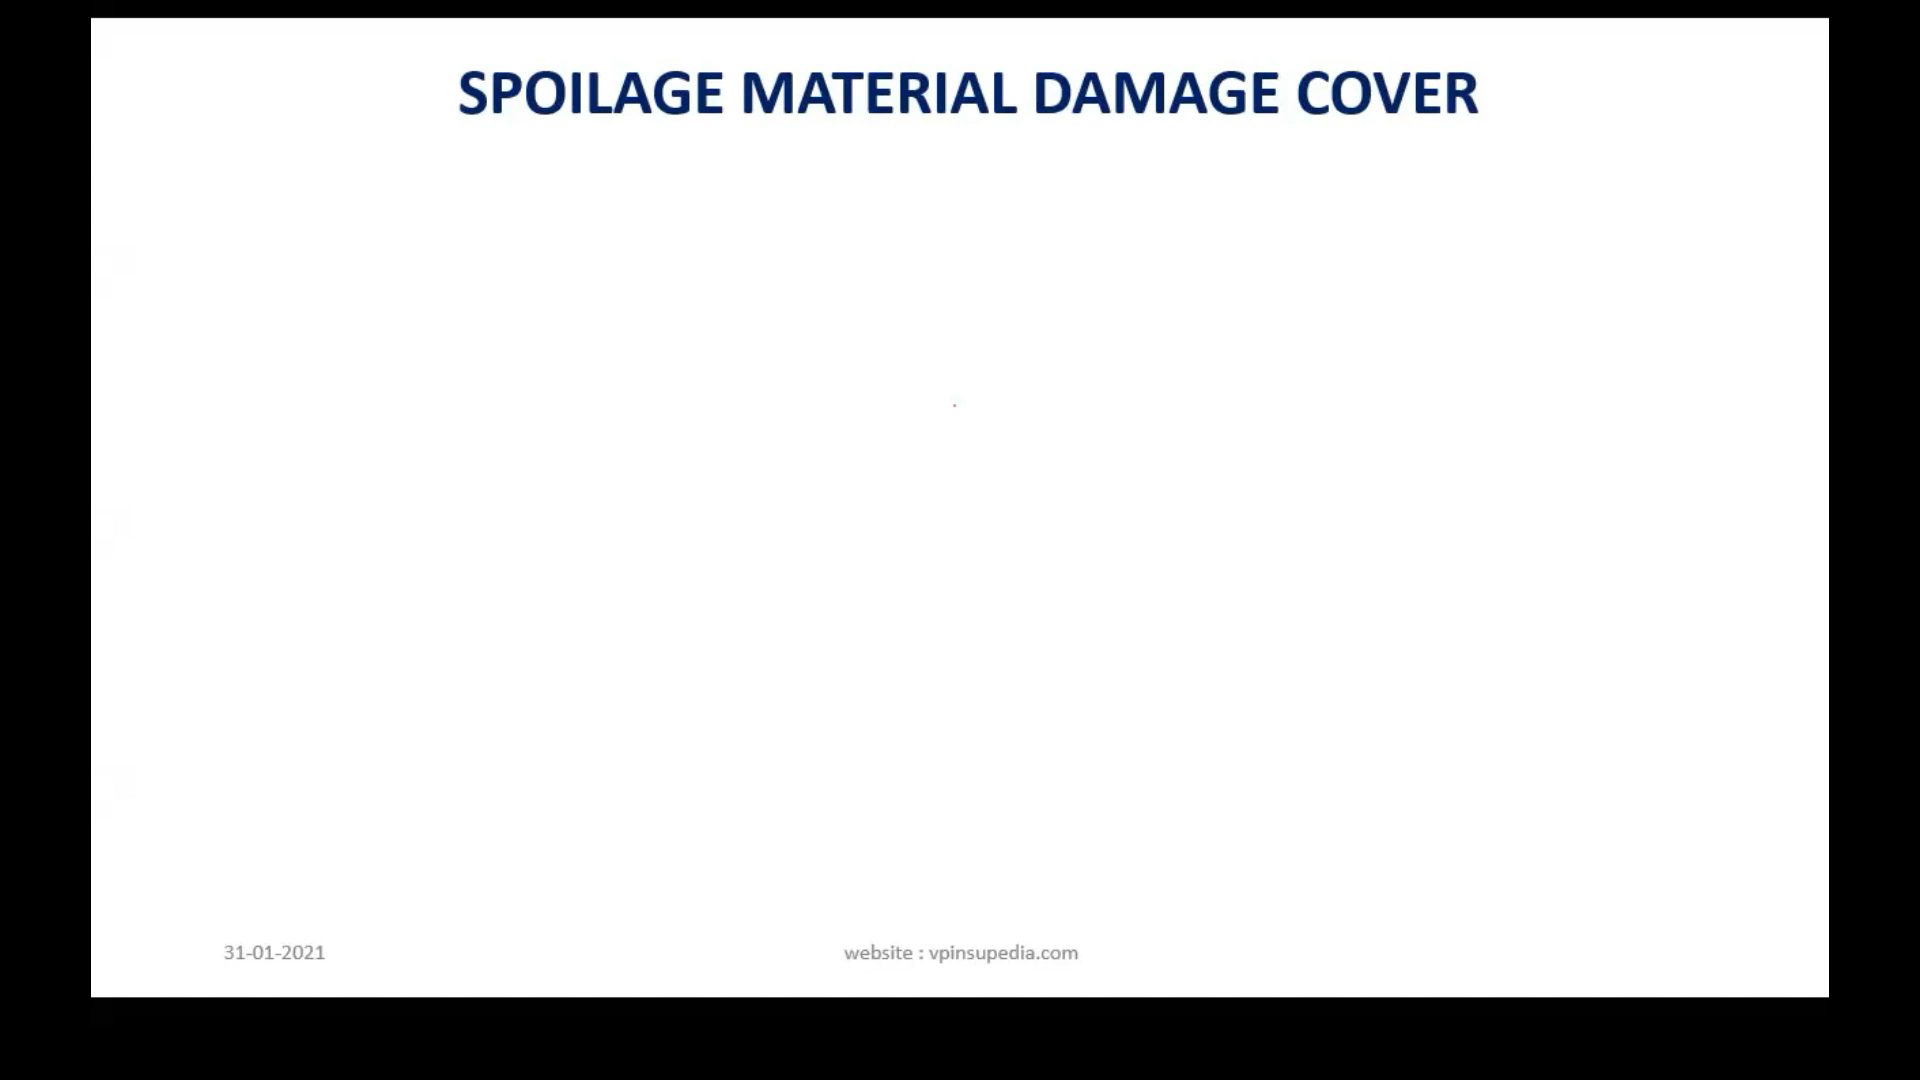 SPOILAGE MATERIAL DAMAGE COVER
31-01-2021
website : vpinsupedia.com